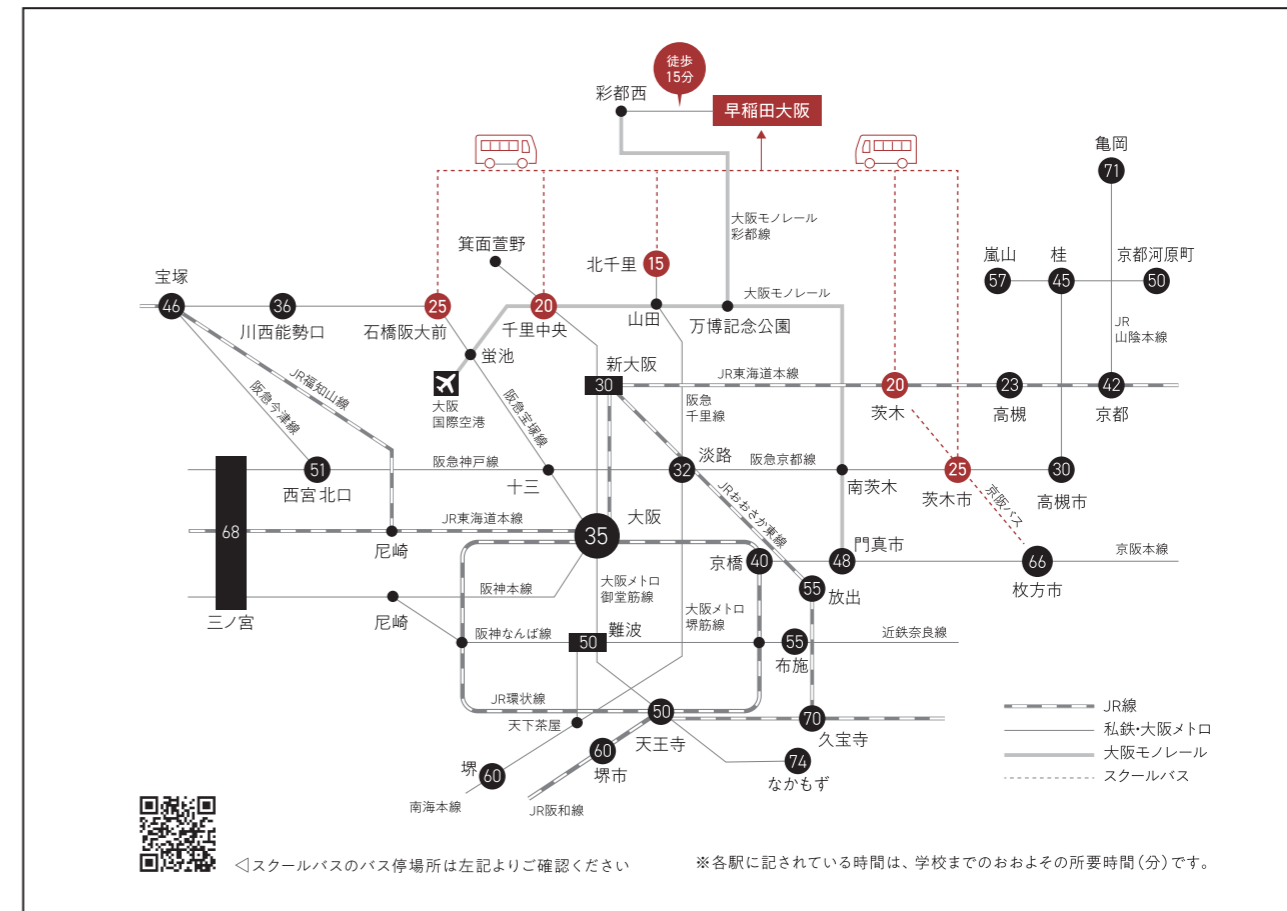 徒歩
15分
彩都西
早稲田大阪
亀岡
71
大阪モノレール
彩都線
箕面萱野
北千里
15
嵐山
57
桂
45
京都河原町
50
宝塚
46
36
川西能勢口
25
石橋阪大前
20
千里中央
山田
大阪モノレール
万博記念公園
JR
山陰本線
蛍池
新大阪
30
JR東海道本線
20
茨木
23
高槻
42
京都
JR福知山線
阪急今津線
大阪
国際空港
阪急宝塚線
阪急
千里線
51
西宮北口
阪急神戸線
十三
32
淡路
阪急京都線
南茨木
25
茨木市
30
高槻市
JRおおさか東線
京阪バス
68
三ノ宮
JR東海道本線
尼崎
35
大阪
京橋
40
48
門真市
66
枚方市
京阪本線
55
放出
阪神本線
尼崎
大阪メトロ
御堂筋線
大阪メトロ
堺筋線
阪神なんば線
50
難波
55
布施
近鉄奈良線
JR環状線
天下茶屋
50
天王寺
70
久宝寺
堺
60
60
堺市
74
なかもず
南海本線
JR阪和線
JR線
私鉄・大阪メトロ
大阪モノレール
スクールバス
◁スクールバスのバス停場所は左記よりご確認ください
※各駅に記されている時間は、学校までのおおよその所要時間(分)です。